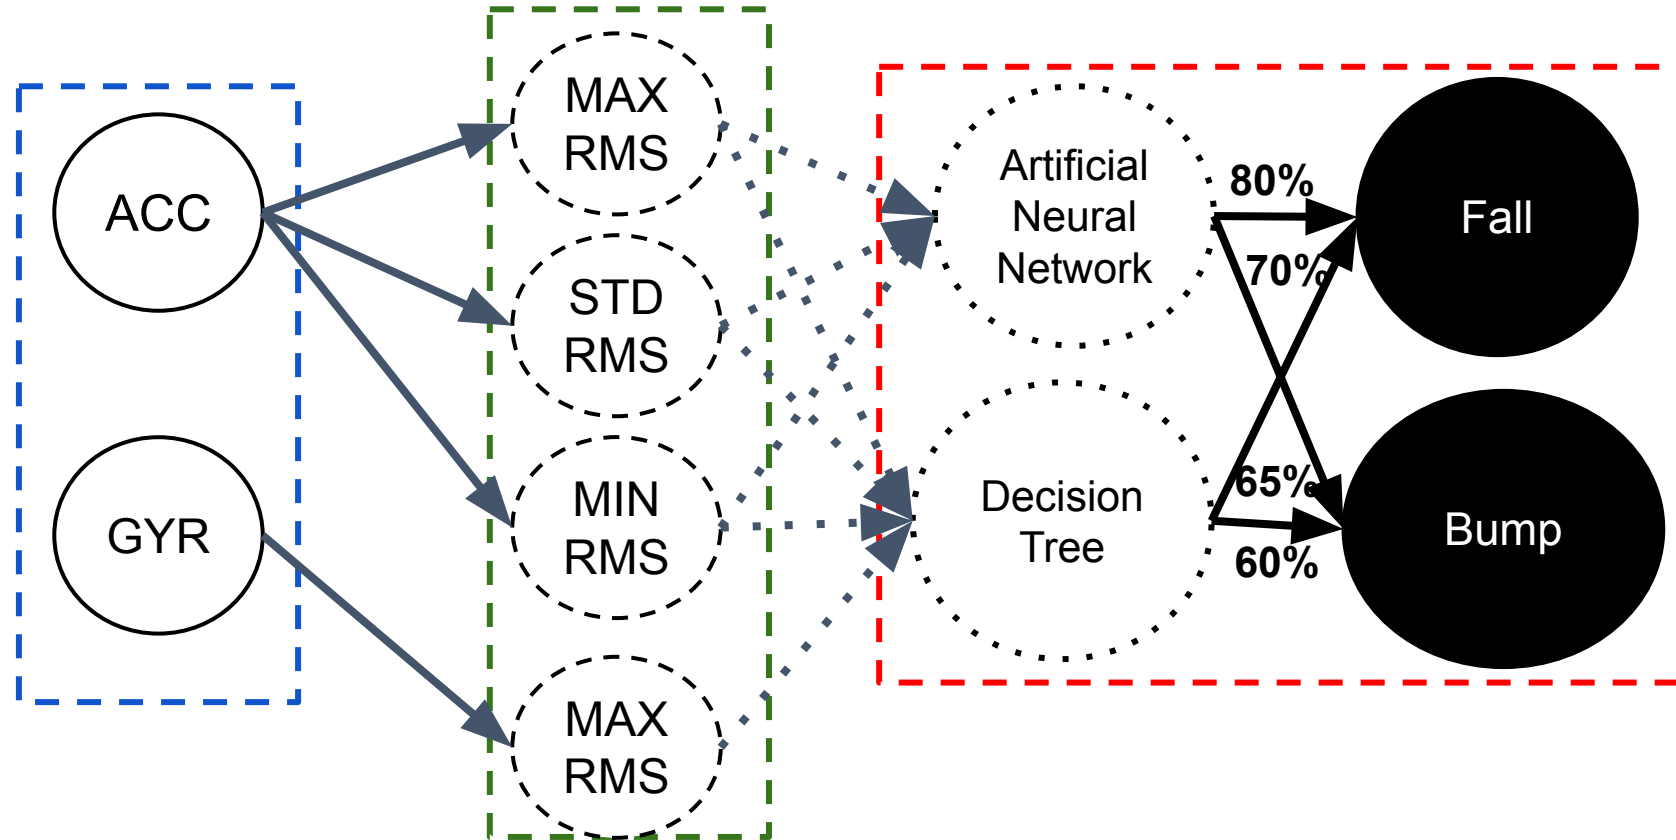 ACC
GYR
MAX
RMS
STD
RMS
MIN
RMS
MAX
RMS
Artificial
Neural
Network
Decision
Tree
80%
70%
65%
60%
Fall
Bump